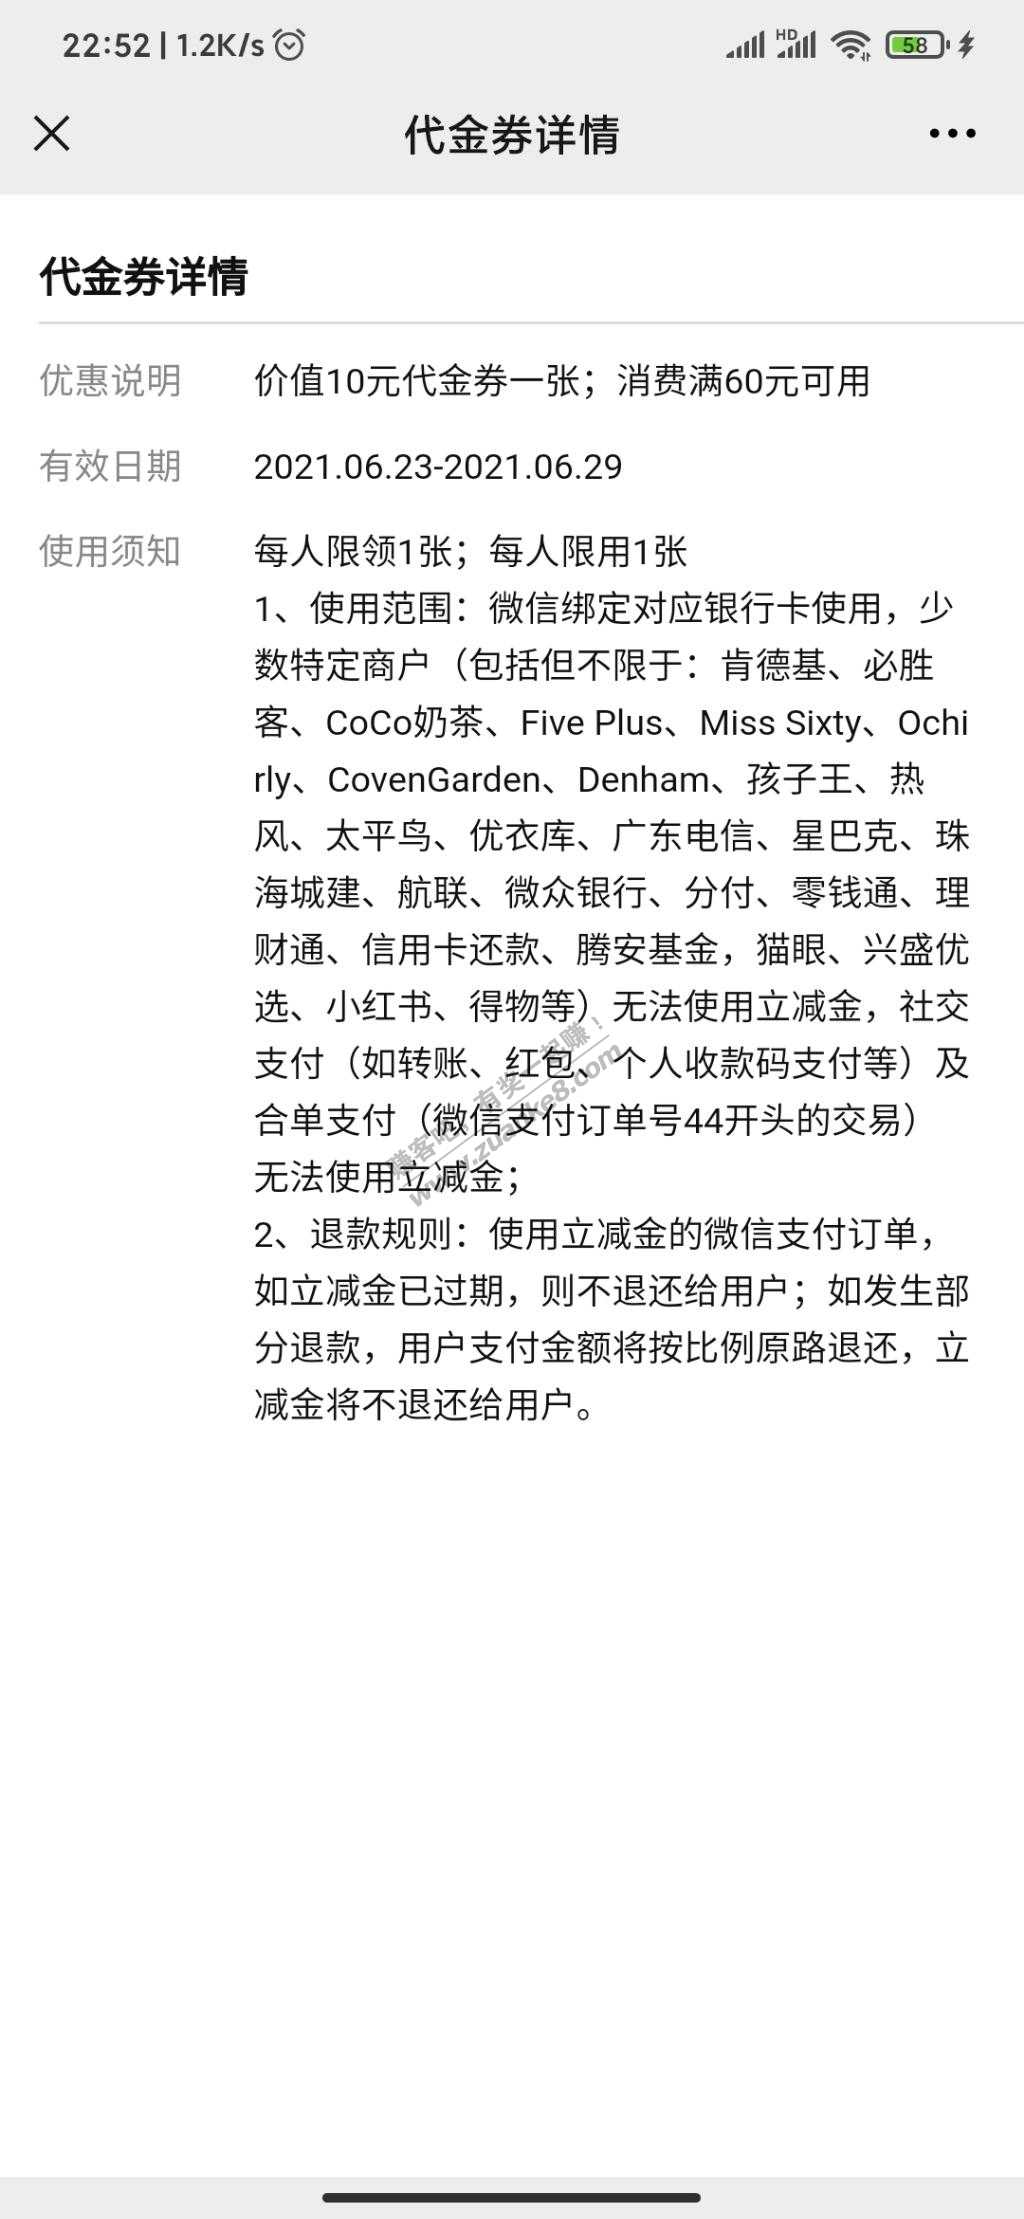 22:52 | 1.2K/s
HD
58
代金券详情
代金券详情
优惠说明 价值10元代金券一张；消费满60元可用
有效日期 2021.06.23-2021.06.29
使用须知 每人限领1张；每人限用1张
1、使用范围：微信绑定对应银行卡使用，少
数特定商户（包括但不限于：肯德基、必胜
客、CoCo奶茶、Five Plus、Miss Sixty、Ochi
rly、CovenGarden、Denham、孩子王、热
风、太平鸟、优衣库、广东电信、星巴克、珠
海城建、航联、微众银行、分付、零钱通、理
财通、信用卡还款、腾安基金，猫眼、兴盛优
选、小红书、得物等）无法使用立减金，社交
支付（如转账、红包、个人收款码支付等）及
合单支付（微信支付订单号44开头的交易）
无法使用立减金；
2、退款规则：使用立减金的微信支付订单，
如立减金已过期，则不退还给用户；如发生部
分退款，用户支付金额将按比例原路退还，立
减金将不退还给用户。
赚客吧，有奖一起赚！
www.zuanke8.com